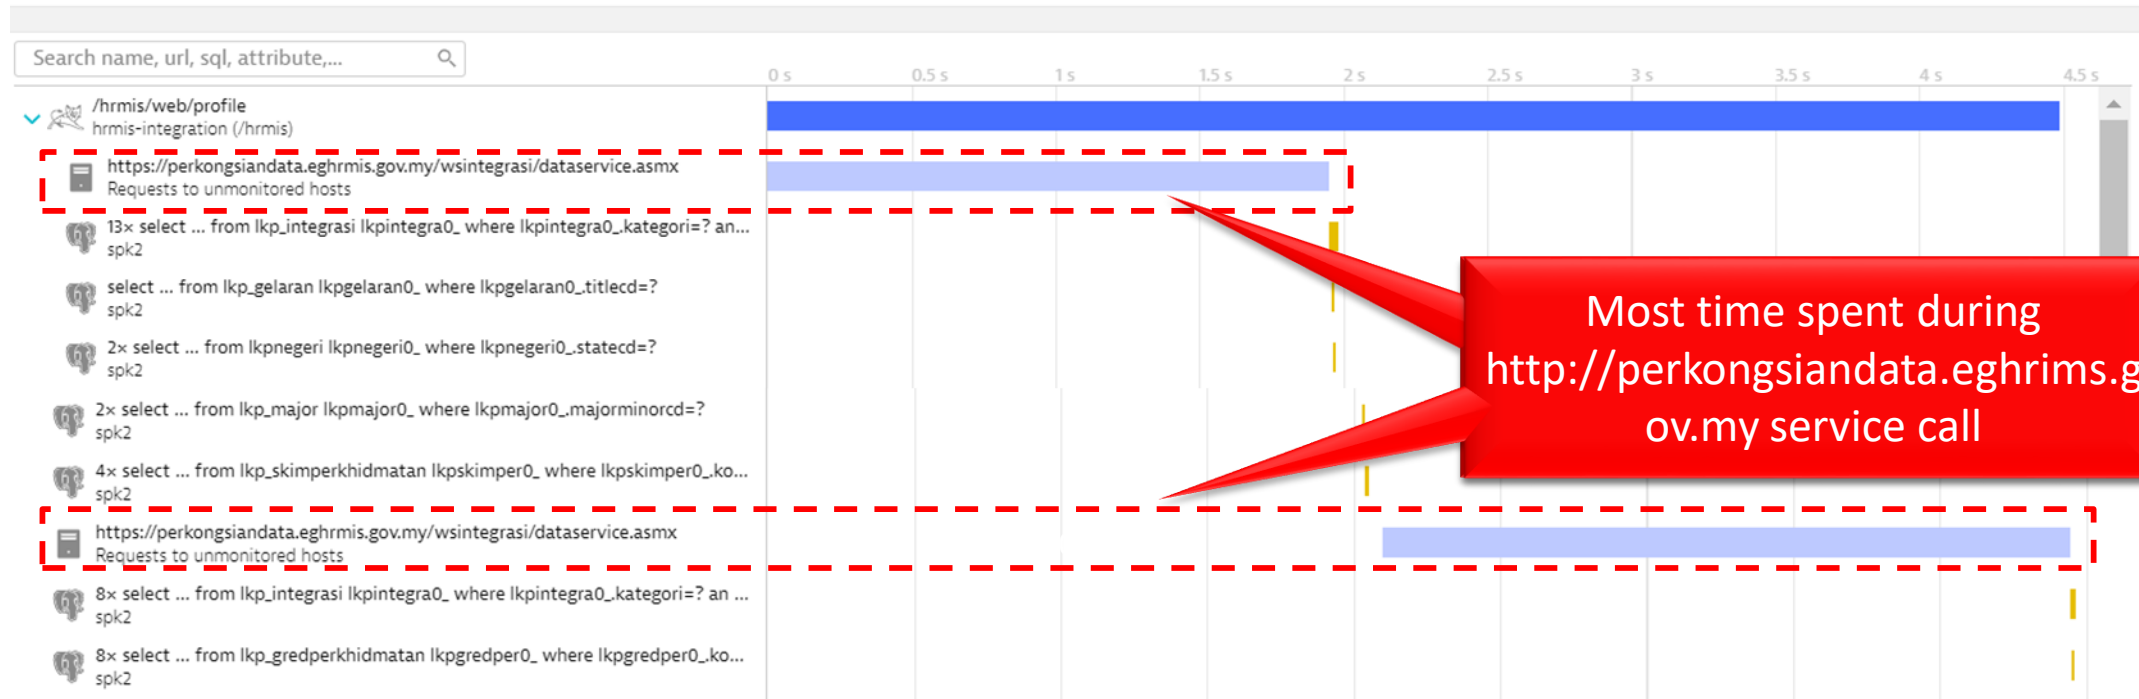 Search name, url, sql, attribute,...
0 s 0.5 s 1 s 1.5 s 2 s 2.5 s 3 s 3.5 s 4 s 4.5 s
/hrmis/web/profile
hrmis-integration (/hrmis)
https://perkongsiandata.eghrmis.gov.my/wsintegrasi/dataservice.asmx
Requests to unmonitored hosts
13× select ... from lkp_integrasi lkpintegra0_ where lkpintegra0_.kategori=? an...
spk2
select ... from lkp_gelaran lkpgelaran0_ where lkpgelaran0_.titlecd=?
spk2
2× select ... from lkpnegeri lkpnegeri0_ where lkpnegeri0_.statecd=?
spk2
2× select ... from lkp_major lkpmajor0_ where lkpmajor0_.majorminorcd=?
spk2
4× select ... from lkp_skimperkhidmatan lkpskimper0_ where lkpskimper0_.ko...
spk2
https://perkongsiandata.eghrmis.gov.my/wsintegrasi/dataservice.asmx
Requests to unmonitored hosts
8× select ... from lkp_integrasi lkpintegra0_ where lkpintegra0_.kategori=? an ...
spk2
8× select ... from lkp_gredperkhidmatan lkpgredper0_ where lkpgredper0_.ko...
spk2
Most time spent during
http://perkongsiandata.eghrims.g
ov.my service call